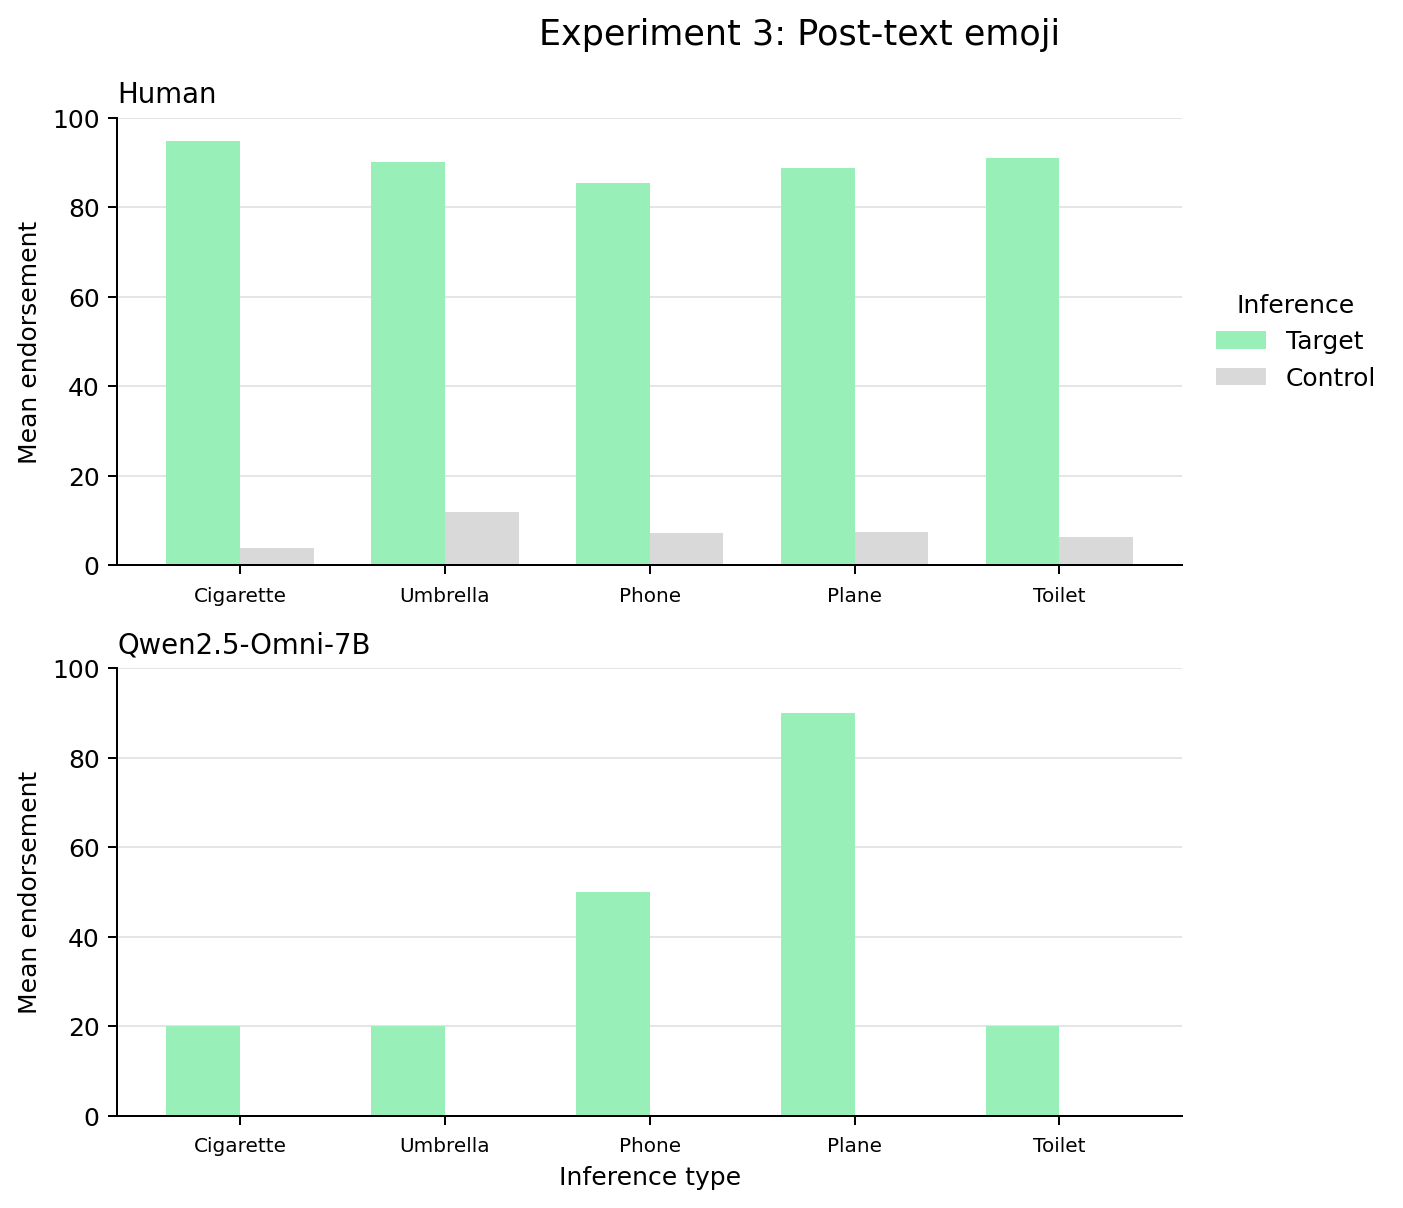 Experiment 3: Post-text emoji
Human
Mean endorsement
100
80
60
40
20
0
Cigarette Umbrella Phone Plane Toilet
Inference
Target
Control
Qwen2.5-Omni-7B
Mean endorsement
100
80
60
40
20
0
Cigarette Umbrella Phone Plane Toilet
Inference type